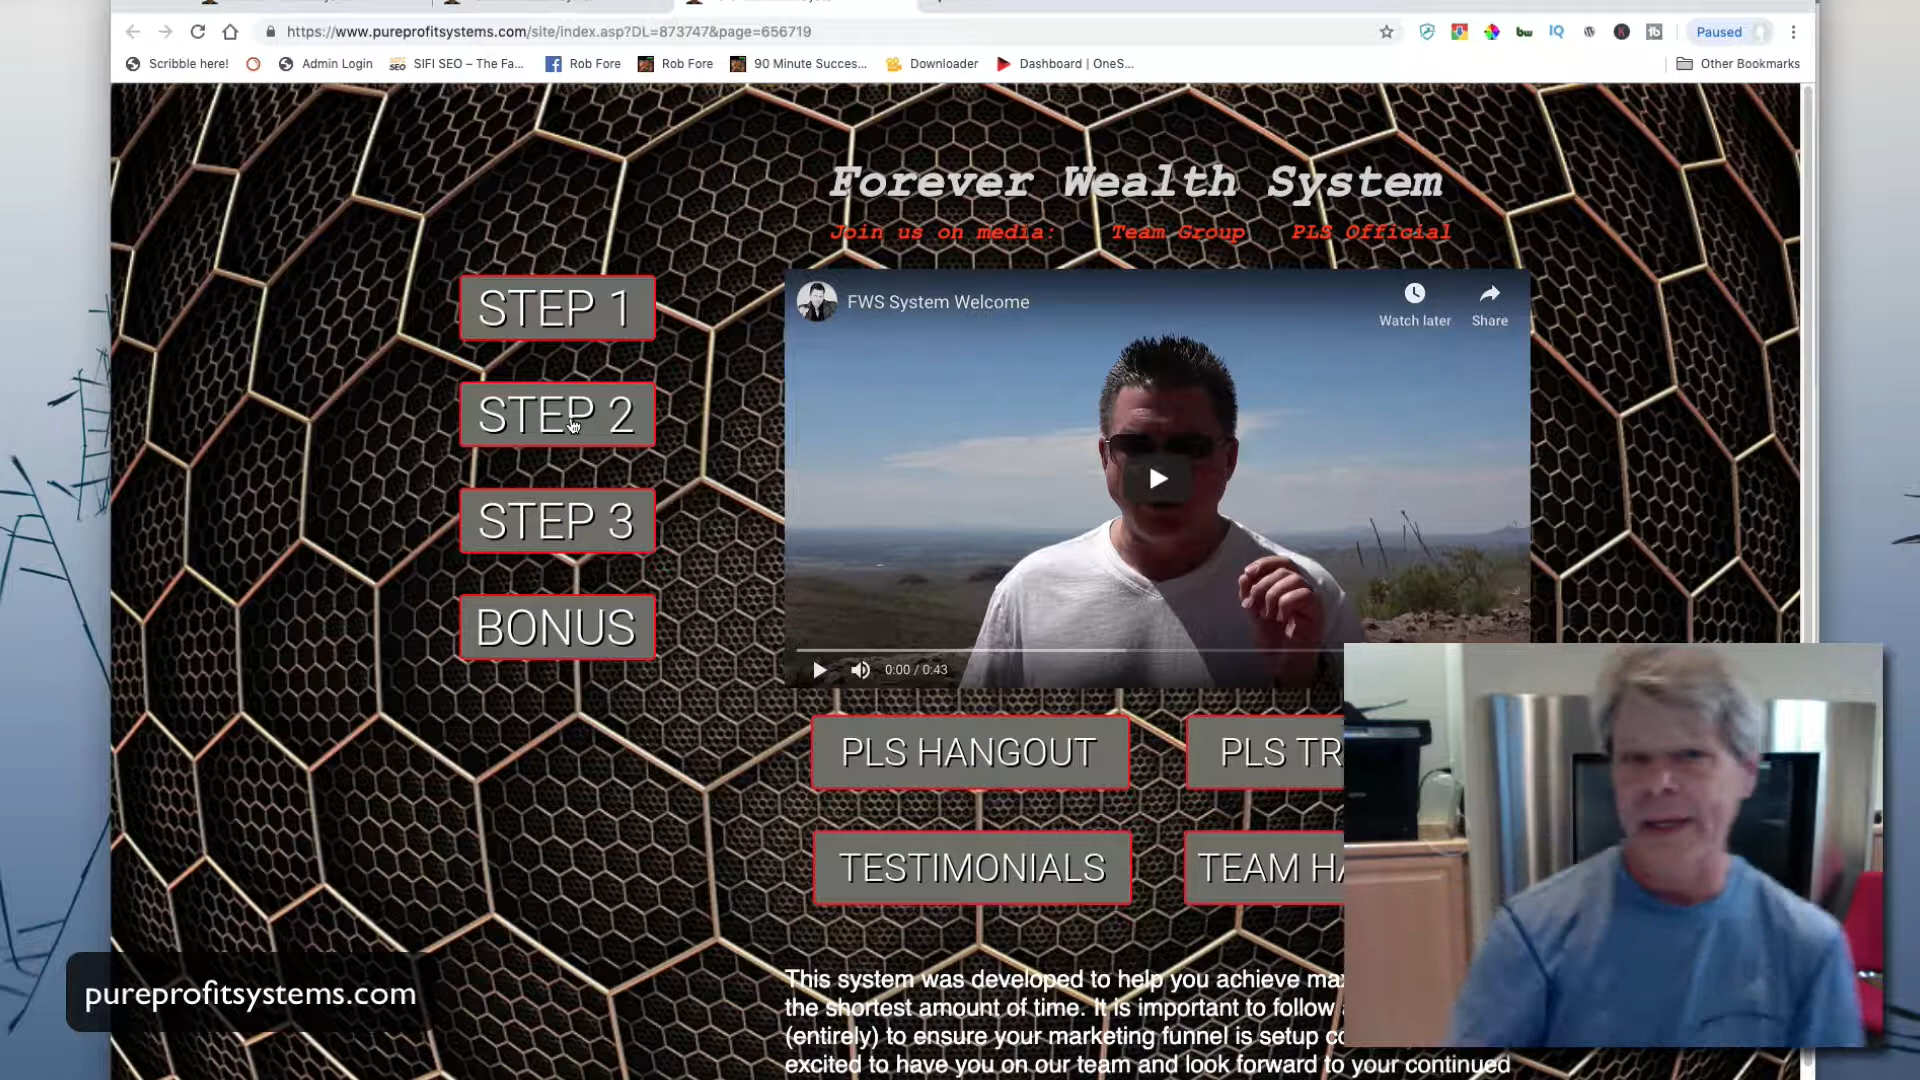 https://www.pureprofitsystems.com/site/index.asp?DL=873747&page=656719
Paused
Scribble here!
Admin Login
SIFI SEO – The Fa...
Rob Fore
Rob Fore
90 Minute Succes...
Downloader
Dashboard | OneS...
Other Bookmarks
Forever Wealth System
Join us on media: Team Group PLS Official
STEP 1
STEP 2
STEP 3
BONUS
FWS System Welcome
Watch later
Share
0:00 / 0:43
PLS HANGOUT
PLS TR
TESTIMONIALS
TEAM HA
This system was developed to help you achieve ma
the shortest amount of time. It is important to follow
(entirely) to ensure your marketing funnel is setup co
excited to have you on our team and look forward to your continued
pureprofitsystems.com